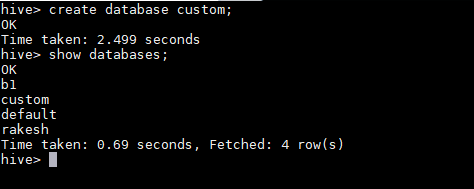 hive> create database custom;
OK
Time taken: 2.499 seconds
hive> show databases;
OK
b1
custom
default
rakesh
Time taken: 0.69 seconds, Fetched: 4 row(s)
hive>